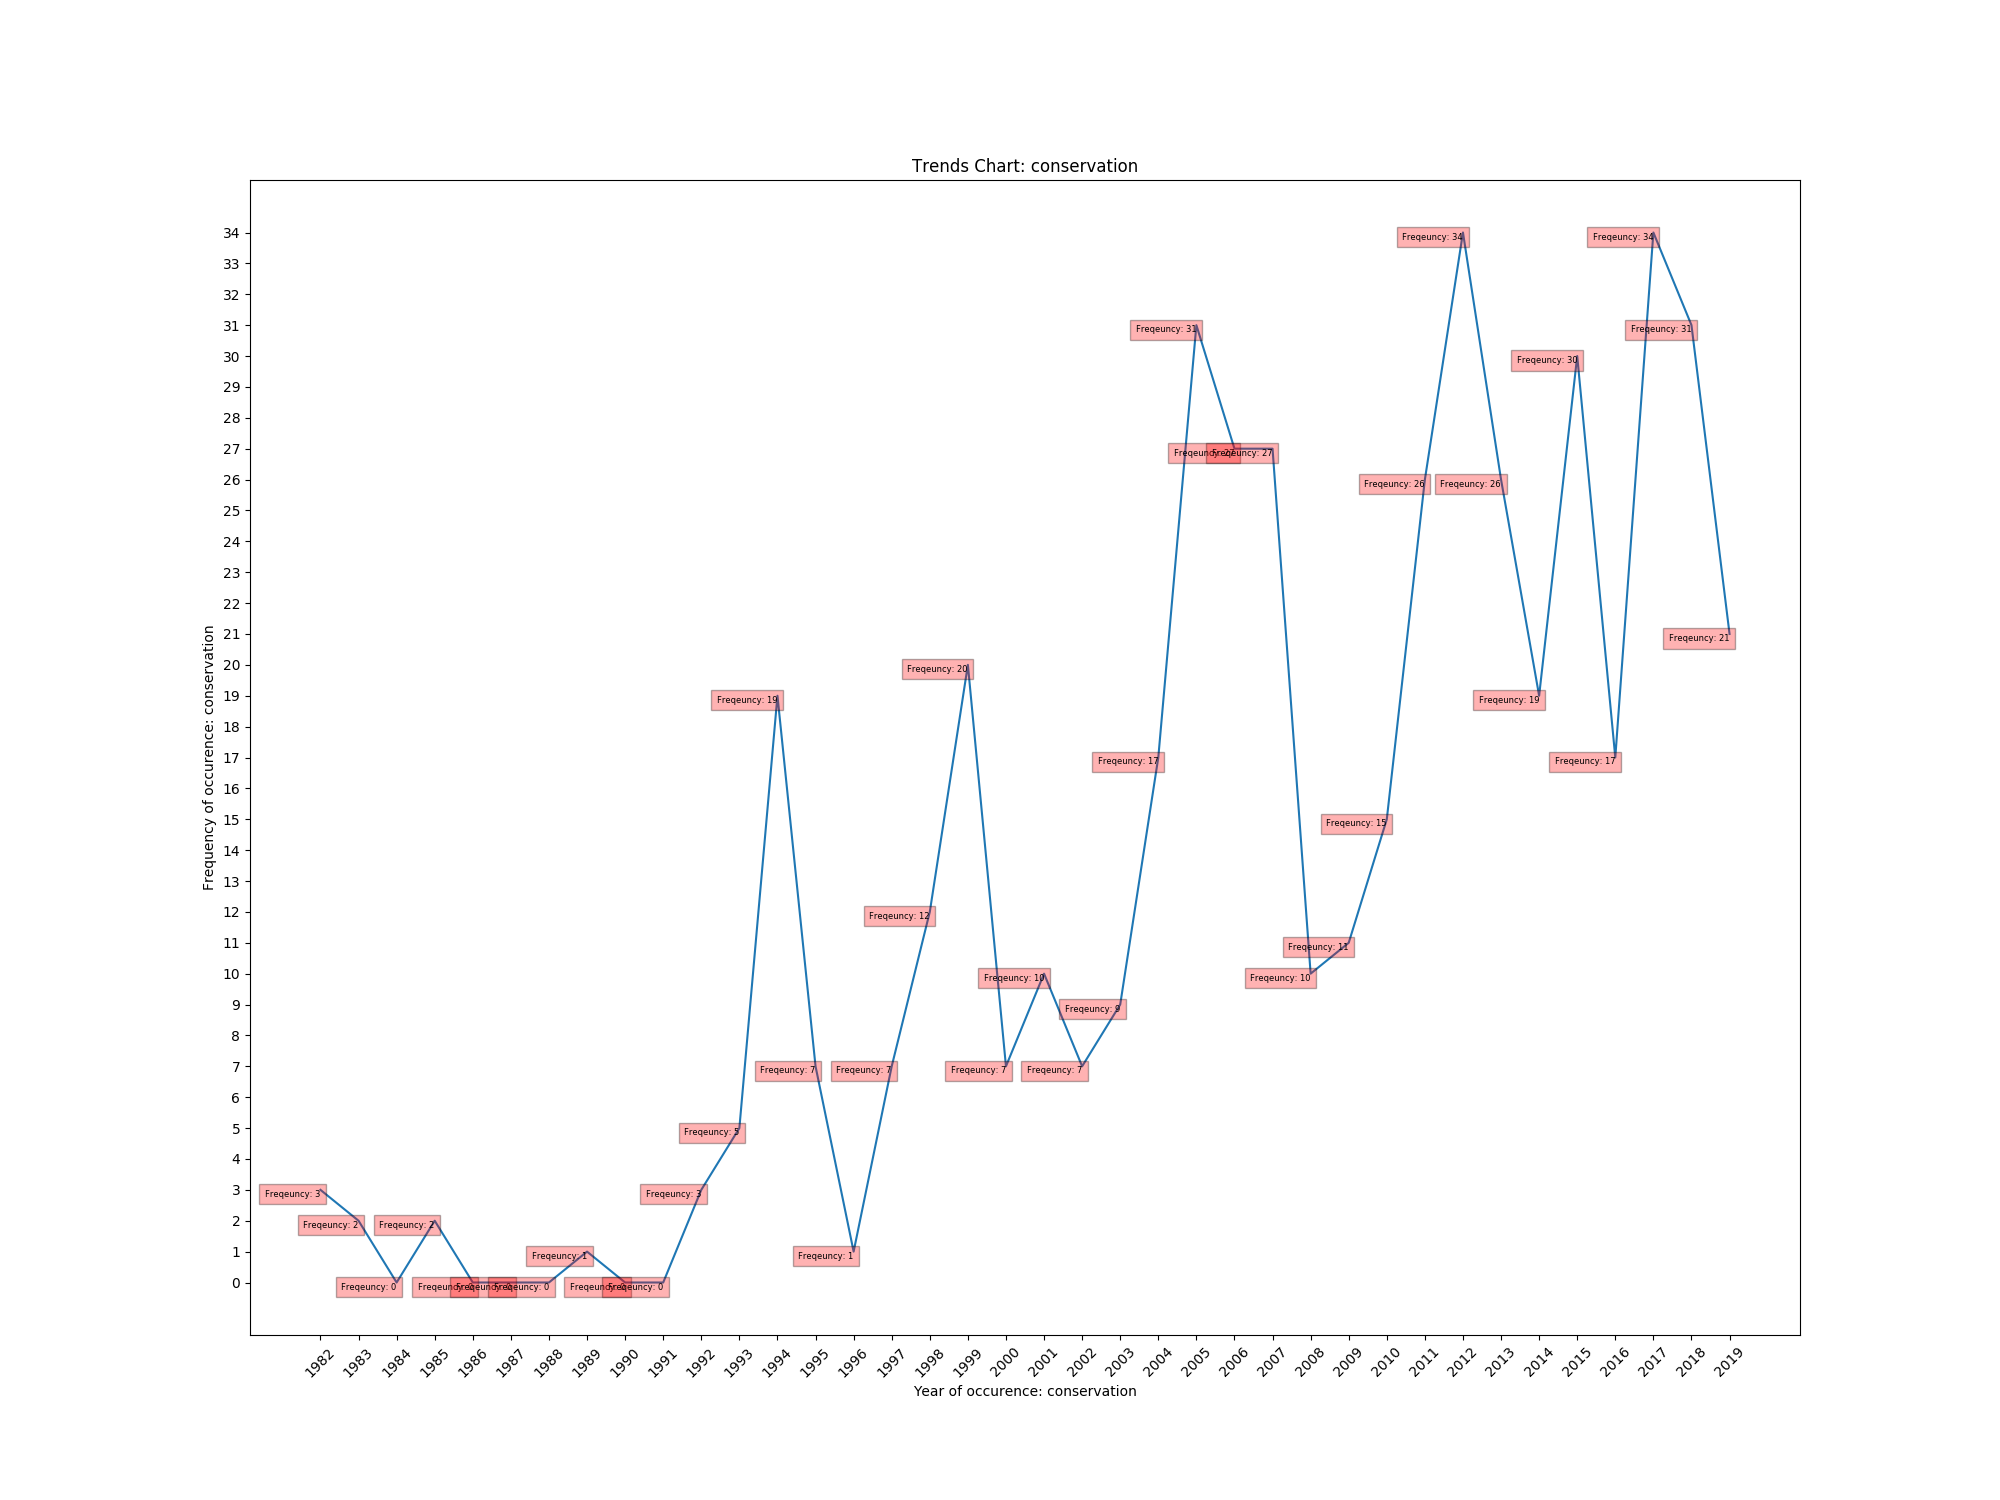 Trends Chart: conservation
Frequency of occurence: conservation
34
33
32
31
30
29
28
27
26
25
24
23
22
21
20
19
18
17
16
15
14
13
12
11
10
9
8
7
6
5
4
3
2
1
0
Freqeuncy: 3
Freqeuncy: 2
Freqeuncy: 0
Freqeuncy: 2
Freqeuncy: 0
Freqeuncy: 0
Freqeuncy: 0
Freqeuncy: 1
Freqeuncy: 0
Freqeuncy: 0
Freqeuncy: 3
Freqeuncy: 5
Freqeuncy: 19
Freqeuncy: 7
Freqeuncy: 1
Freqeuncy: 7
Freqeuncy: 12
Freqeuncy: 20
Freqeuncy: 7
Freqeuncy: 10
Freqeuncy: 7
Freqeuncy: 9
Freqeuncy: 17
Freqeuncy: 31
Freqeuncy: 27
Freqeuncy: 27
Freqeuncy: 10
Freqeuncy: 11
Freqeuncy: 15
Freqeuncy: 26
Freqeuncy: 34
Freqeuncy: 26
Freqeuncy: 19
Freqeuncy: 30
Freqeuncy: 17
Freqeuncy: 34
Freqeuncy: 31
Freqeuncy: 21
1982
1983
1984
1985
1986
1987
1988
1989
1990
1991
1992
1993
1994
1995
1996
1997
1998
1999
2000
2001
2002
2003
2004
2005
2006
2007
2008
2009
2010
2011
2012
2013
2014
2015
2016
2017
2018
2019
Year of occurence: conservation